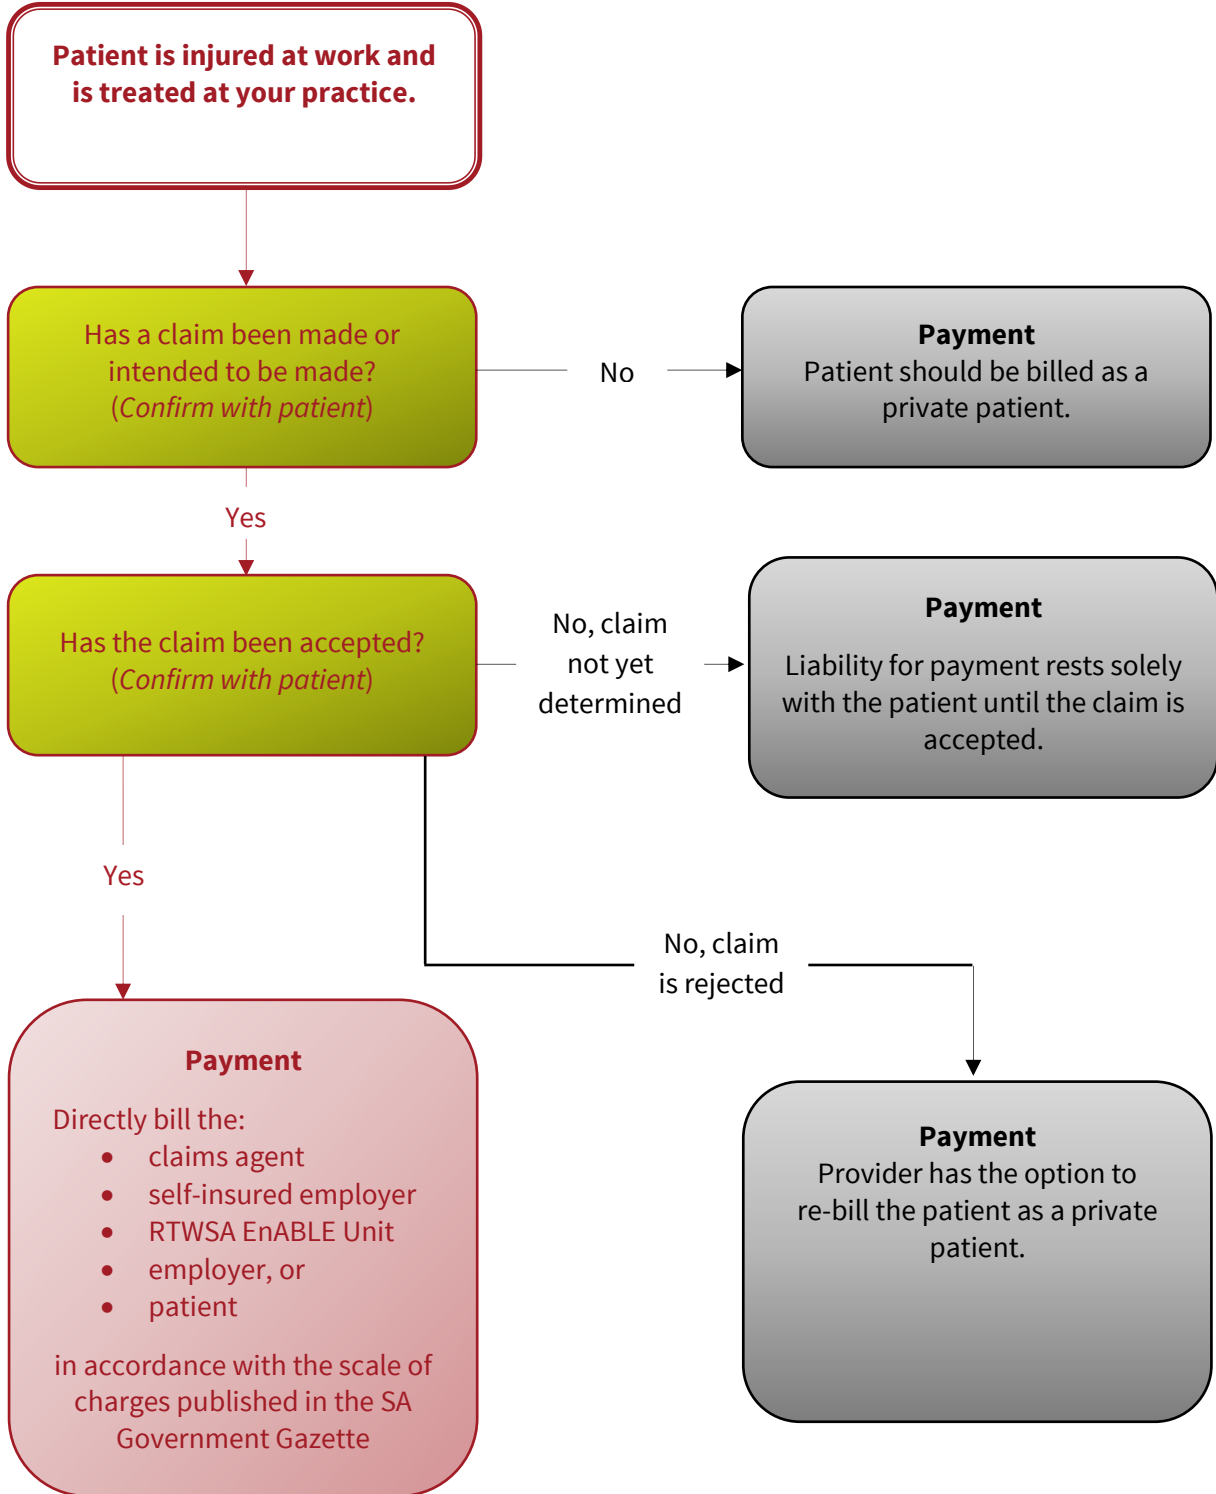 Patient is injured at work and
is treated at your practice.
Has a claim been made or
intended to be made?
(Confirm with patient)
No
Payment
Patient should be billed as a
private patient.
Yes
Has the claim been accepted?
(Confirm with patient)
No, claim
not yet
determined
Payment
Liability for payment rests solely
with the patient until the claim is
accepted.
Yes
No, claim
is rejected
Payment
Directly bill the:
• claims agent
• self-insured employer
• RTWSA EnABLE Unit
• employer, or
• patient
in accordance with the scale of
charges published in the SA
Government Gazette
Payment
Provider has the option to
re-bill the patient as a private
patient.